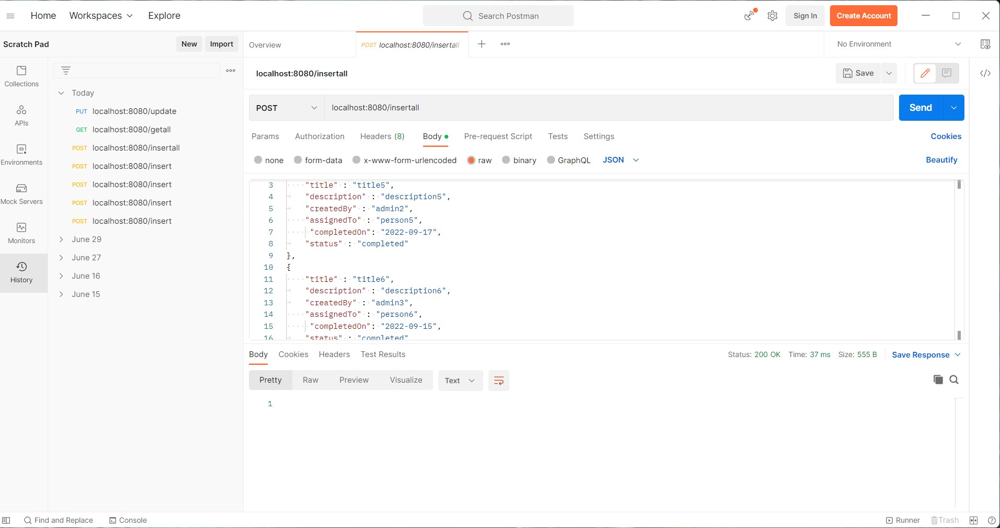 Home Workspaces Explore Search Postman Sign In Create Account
Scratch Pad New Import
Overview POST localhost:8080/insertall No Environment
Collections
APIs
Environments
Mock Servers
Monitors
History
Today
PUT localhost:8080/update
GET localhost:8080/getall
POST localhost:8080/insertall
POST localhost:8080/insert
POST localhost:8080/insert
POST localhost:8080/insert
POST localhost:8080/insert
June 29
June 27
June 16
June 15
localhost:8080/insertall Save
POST localhost:8080/insertall Send
Params Authorization Headers (8) Body Pre-request Script Tests Settings Cookies
none form-data x-www-form-urlencoded raw binary GraphQL JSON Beautify
3 "title" : "title5",
4 "description" : "description5",
5 "createdBy" : "admin2",
6 "assignedTo" : "person5",
7 "completedOn": "2022-09-17",
8 "status" : "completed"
9 },
10 {
11 "title" : "title6",
12 "description" : "description6",
13 "createdBy" : "admin3",
14 "assignedTo" : "person6",
15 "completedOn": "2022-09-15",
16 "status" : "completed"
Body Cookies Headers Test Results Status: 200 OK Time: 37 ms Size: 555 B Save Response
Pretty Raw Preview Visualize Text
1
Find and Replace Console Runner Trash